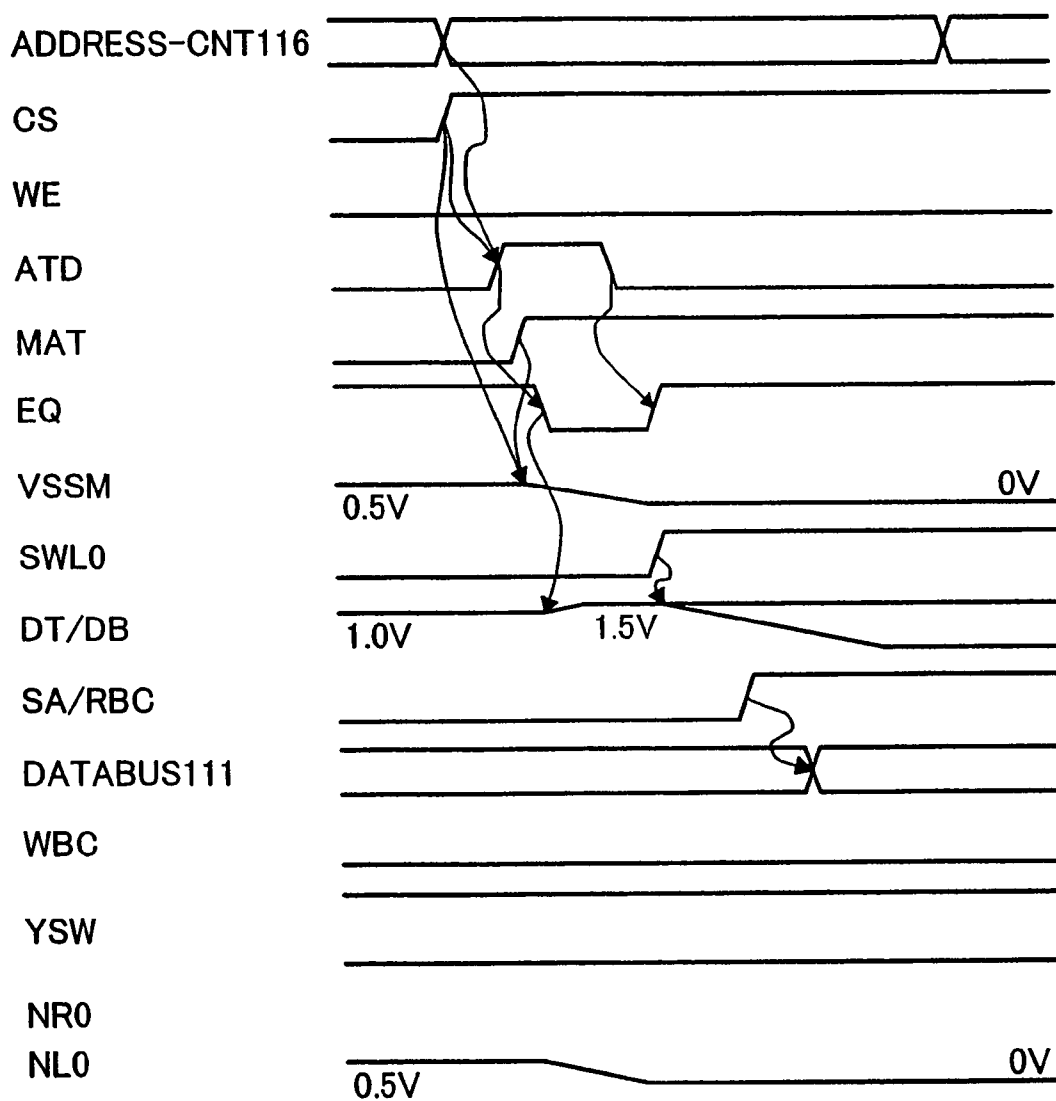 ADDRESS-CNT116
CS
WE
ATD
MAT
EQ
VSSM
0.5V
0V
SWL0
DT/DB
1.0V
1.5V
SA/RBC
DATABUS111
WBC
YSW
NR0
NL0
0.5V
0V